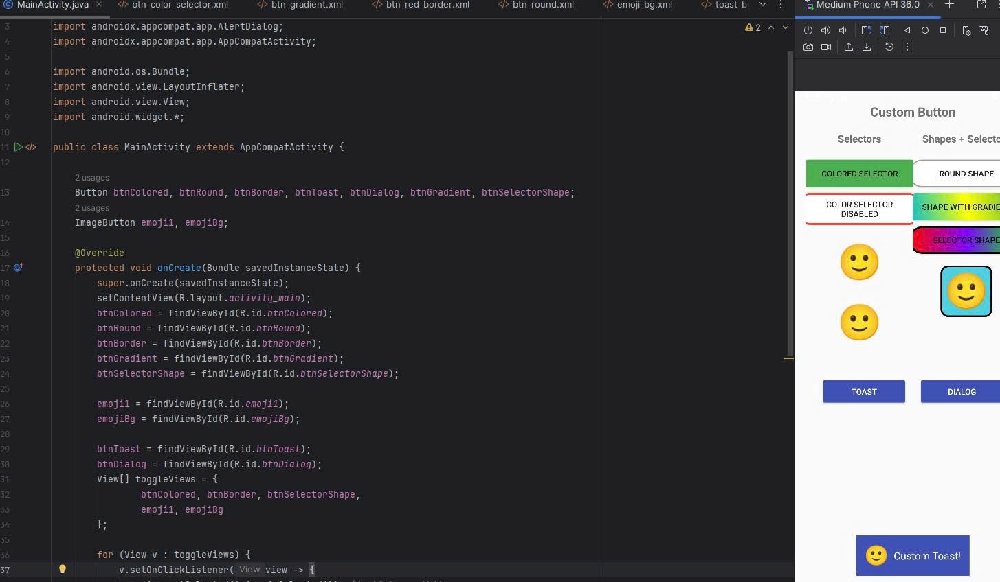 MainActivity.java
btn_color_selector.xml
btn_gradient.xml
btn_red_border.xml
btn_round.xml
emoji_bg.xml
toast_b
Medium Phone API 36.0
2
3 import androidx.appcompat.app.AlertDialog;
4 import androidx.appcompat.app.AppCompatActivity;
5
6 import android.os.Bundle;
7 import android.view.LayoutInflater;
8 import android.view.View;
9 import android.widget.*;
10
11 public class MainActivity extends AppCompatActivity {
12
2 usages
13 Button btnColored, btnRound, btnBorder, btnToast, btnDialog, btnGradient, btnSelectorShape;
2 usages
14 ImageButton emoji1, emojiBg;
15
16 @Override
17 protected void onCreate(Bundle savedInstanceState) {
18 super.onCreate(savedInstanceState);
19 setContentView(R.layout.activity_main);
20 btnColored = findViewById(R.id.btnColored);
21 btnRound = findViewById(R.id.btnRound);
22 btnBorder = findViewById(R.id.btnBorder);
23 btnGradient = findViewById(R.id.btnGradient);
24 btnSelectorShape = findViewById(R.id.btnSelectorShape);
25
26 emoji1 = findViewById(R.id.emoji1);
27 emojiBg = findViewById(R.id.emojiBg);
28
29 btnToast = findViewById(R.id.btnToast);
30 btnDialog = findViewById(R.id.btnDialog);
31 View[] toggleViews = {
32 btnColored, btnBorder, btnSelectorShape,
33 emoji1, emojiBg
34 };
35
36 for (View v : toggleViews) {
37 v.setOnClickListener( View view -> {
Custom Button
Selectors
Shapes + Selecto
COLORED SELECTOR
ROUND SHAPE
COLOR SELECTOR
DISABLED
SHAPE WITH GRADIE
SELECTOR SHAPE
TOAST
DIALOG
Custom Toast!